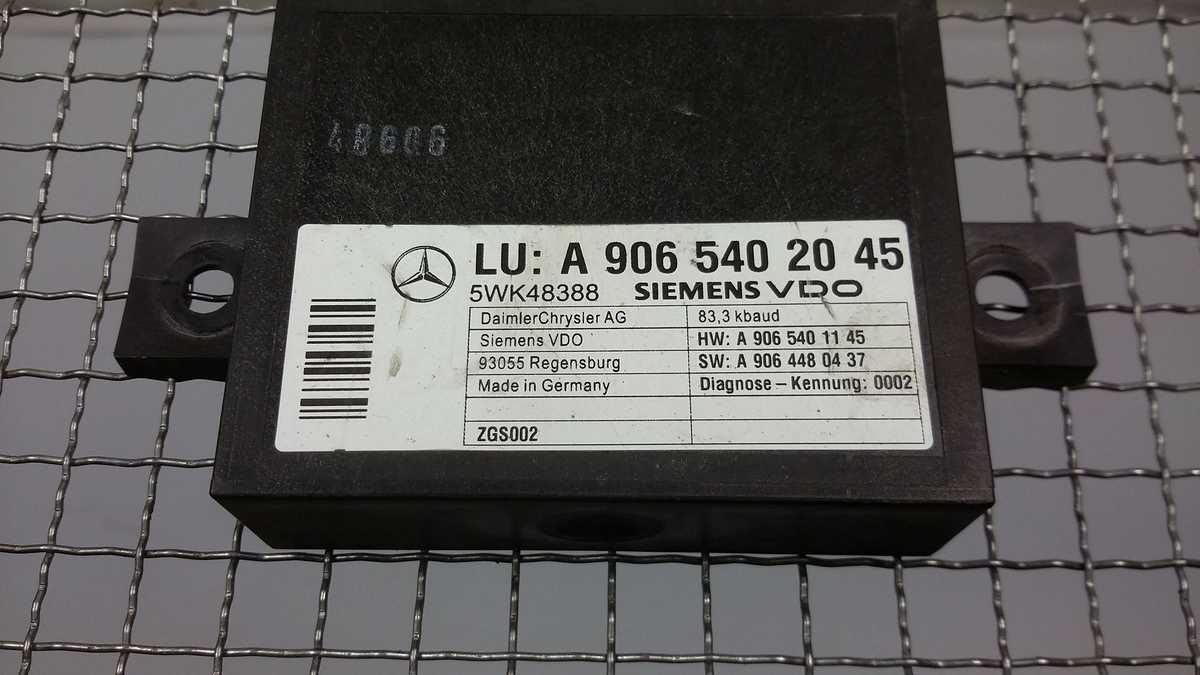 48606
LU: A 906 540 20 45
5WK48388 SIEMENS VDO
DaimlerChrysler AG 83,3 kbaud
Siemens VDO HW: A 906 540 11 45
93055 Regensburg SW: A 906 448 04 37
Made in Germany Diagnose – Kennung: 0002
ZGS002